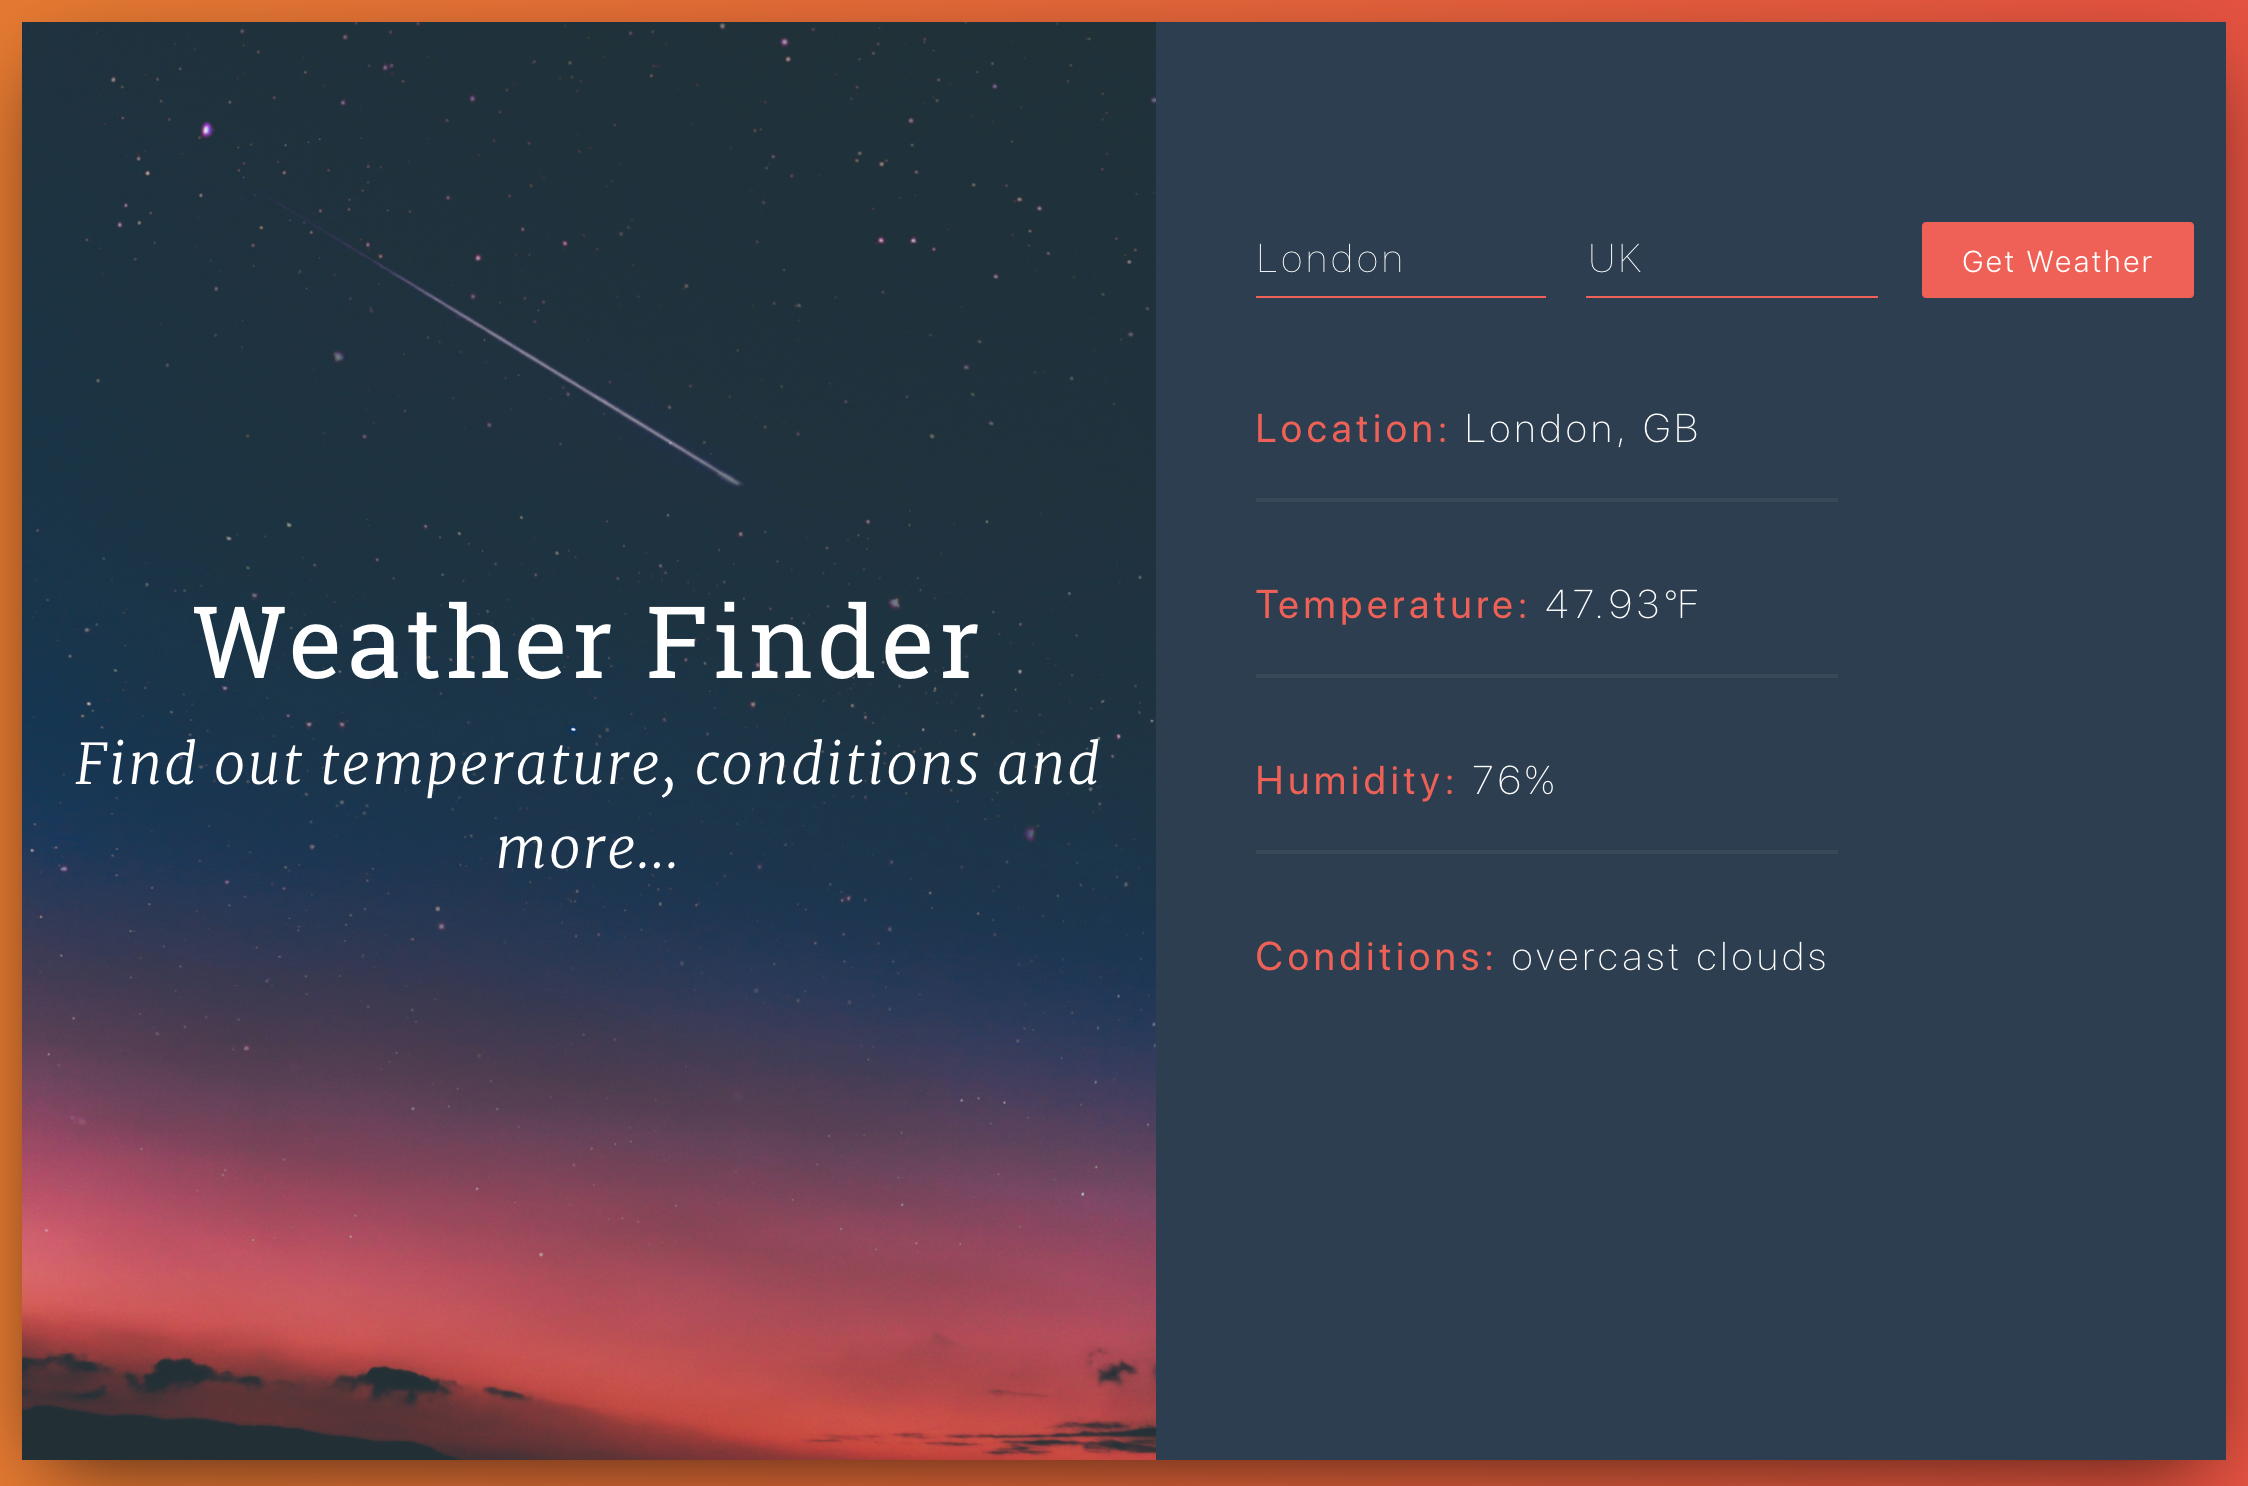 Weather Finder
Find out temperature, conditions and
more...
London
UK
Get Weather
Location: London, GB
Temperature: 47.93°F
Humidity: 76%
Conditions: overcast clouds